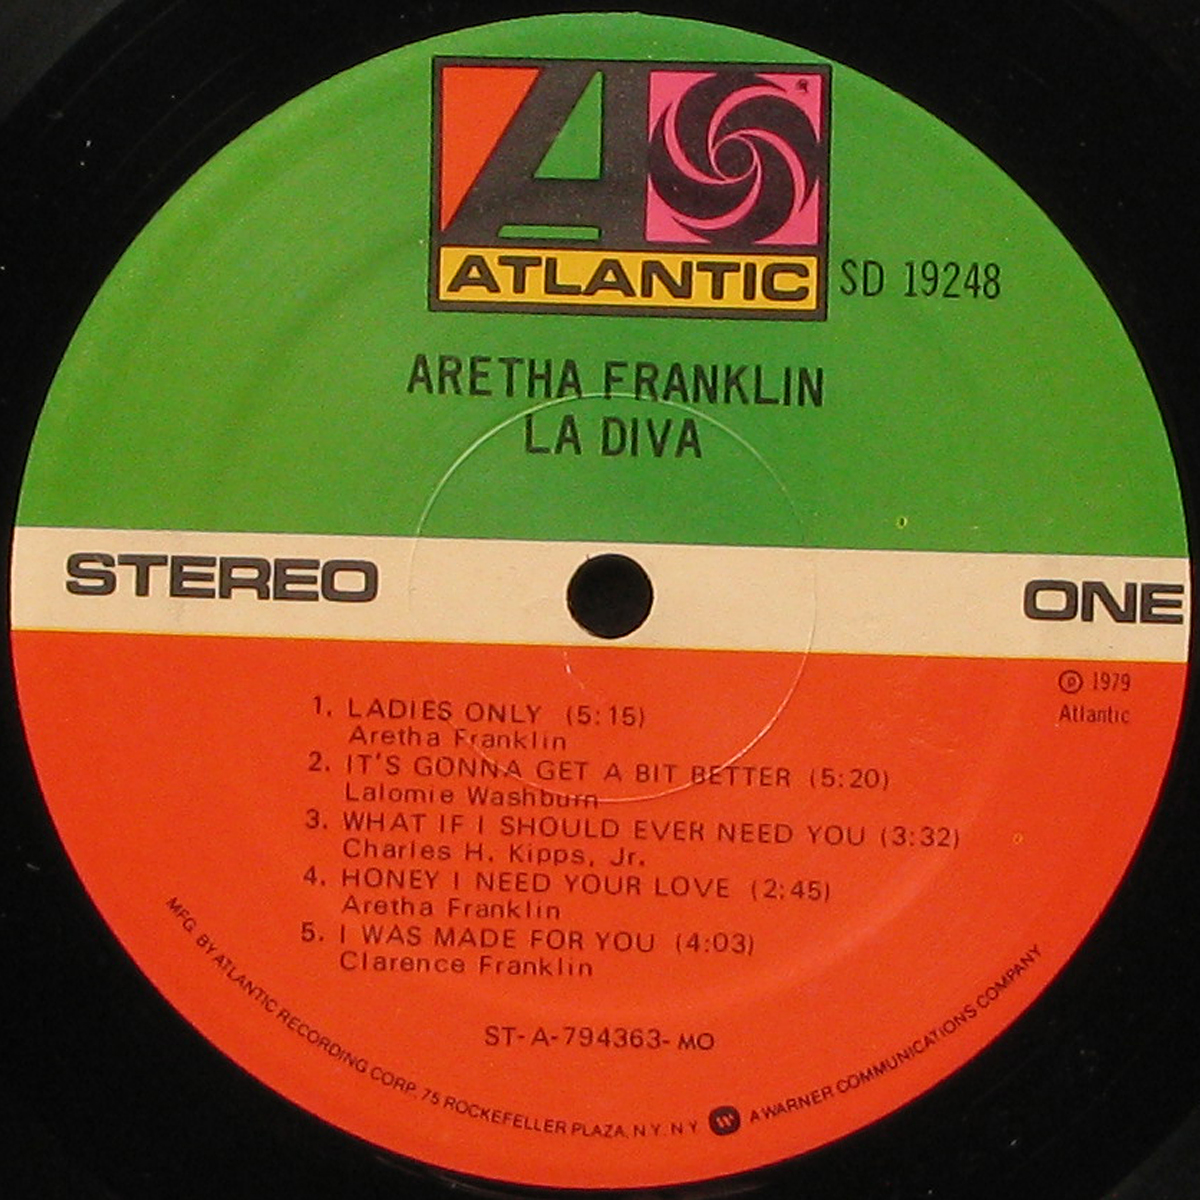 ATLANTIC
SD 19248
ARETHA FRANKLIN
LA DIVA
STEREO
ONE
Ⓟ 1979
Atlantic
1. LADIES ONLY (5:15)
Aretha Franklin
2. IT'S GONNA GET A BIT BETTER (5:20)
Lalomie Washburn
3. WHAT IF I SHOULD EVER NEED YOU (3:32)
Charles H. Kipps, Jr.
4. HONEY I NEED YOUR LOVE (2:45)
Aretha Franklin
5. I WAS MADE FOR YOU (4:03)
Clarence Franklin
ST-A-794363-MO
MFG. BY ATLANTIC RECORDING CORP. 75 ROCKEFELLER PLAZA, N.Y. N.Y. A WARNER COMMUNICATIONS COMPANY